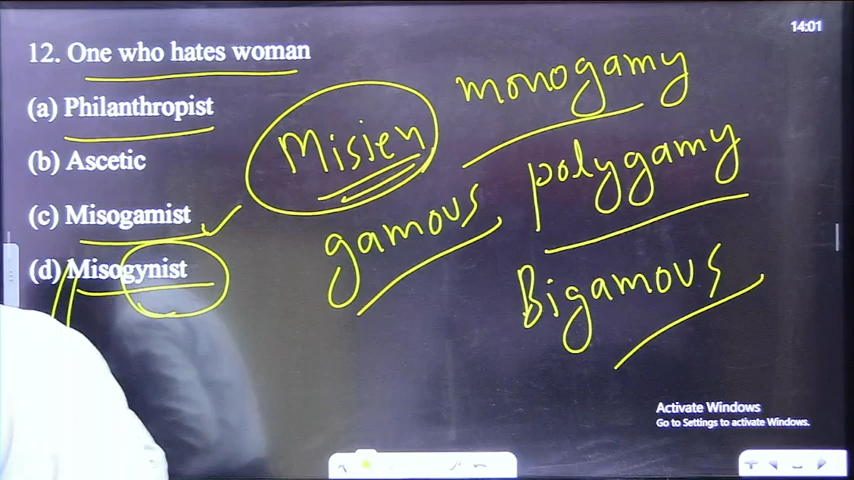 14:01
12. One who hates woman
(a) Philanthropist
(b) Ascetic
(c) Misogamist
(d) Misogynist
Misien
monogamy
gamous
polygamy
Bigamous
Activate Windows
Go to Settings to activate Windows.